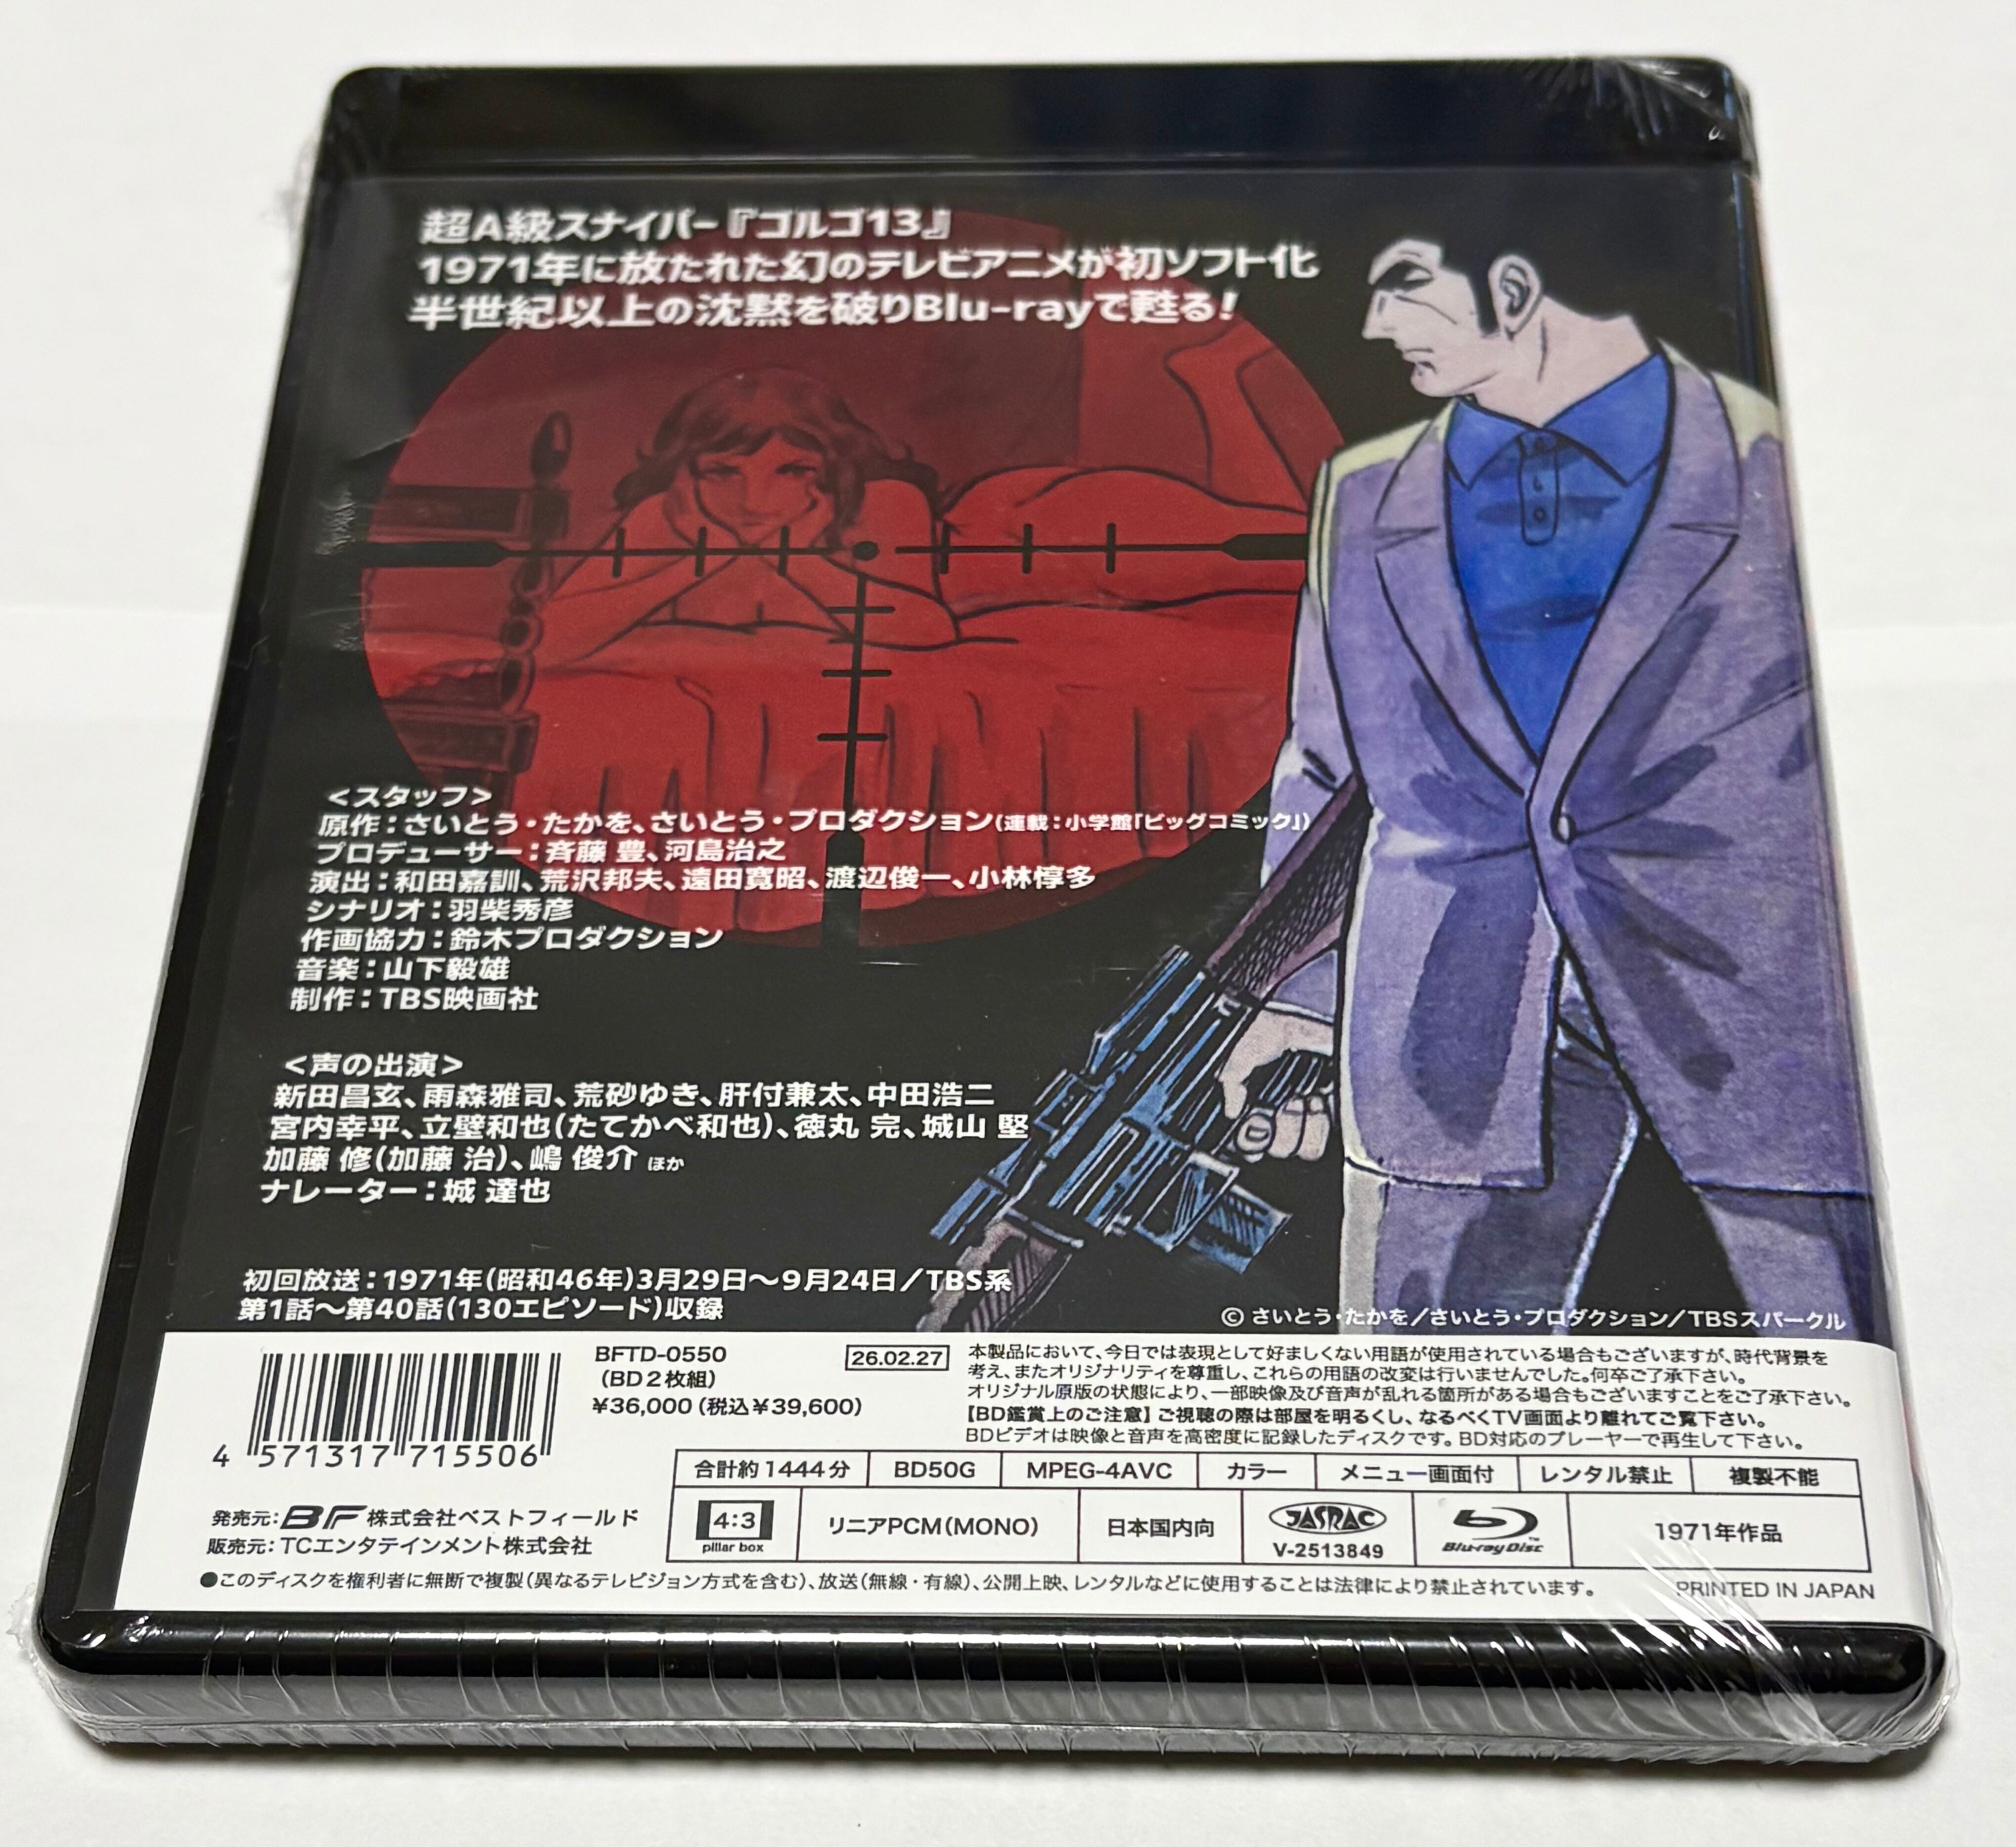 超A級スナイパー『ゴルゴ13』
1971年に放たれた幻のテレビアニメが初ソフト化
半世紀以上の沈黙を破りBlu-rayで甦る!
<スタッフ>
原作:さいとう・たかを、さいとう・プロダクション(連載:小学館「ビッグコミック」)
プロデューサー:斉藤 豊、河島治之
演出:和田嘉訓、荒沢邦夫、遠田寛昭、渡辺俊一、小林惇多
シナリオ:羽柴秀彦
作画協力:鈴木プロダクション
音楽:山下毅雄
制作:TBS映画社
<声の出演>
新田昌玄、雨森雅司、荒砂ゆき、肝付兼太、中田浩二
宮内幸平、立壁和也(たてかべ和也)、徳丸 完、城山 堅
加藤 修(加藤 治)、嶋 俊介 ほか
ナレーター:城 達也
初回放送:1971年(昭和46年)3月29日~9月24日/TBS系
第1話~第40話(130エピソード)収録
© さいとう・たかを/さいとう・プロダクション/TBSスパークル
4 571317 715506
BFTD-0550
(BD2枚組)
¥36,000(税込¥39,600)
26.02.27
本製品において、今日では表現として好ましくない用語が使用されている場合もございますが、時代背景を
考え、またオリジナリティを尊重し、これらの用語の改変は行いませんでした。何卒ご了承下さい。
オリジナル原版の状態により、一部映像及び音声が乱れる箇所がある場合もございますことをご了承下さい。
【BD鑑賞上のご注意】ご視聴の際は部屋を明るくし、なるべくTV画面より離れてご覧下さい。
BDビデオは映像と音声を高密度に記録したディスクです。BD対応のプレーヤーで再生して下さい。
合計約1444分 BD50G MPEG-4AVC カラー メニュー画面付 レンタル禁止 複製不能
4:3 pillar box リニアPCM(MONO) 日本国内向 JASRAC V-2513849 Blu-ray Disc 1971年作品
発売元:BF 株式会社ベストフィールド
販売元:TCエンタテインメント株式会社
●このディスクを権利者に無断で複製(異なるテレビジョン方式を含む)、放送(無線・有線)、公開上映、レンタルなどに使用することは法律により禁止されています。
PRINTED IN JAPAN